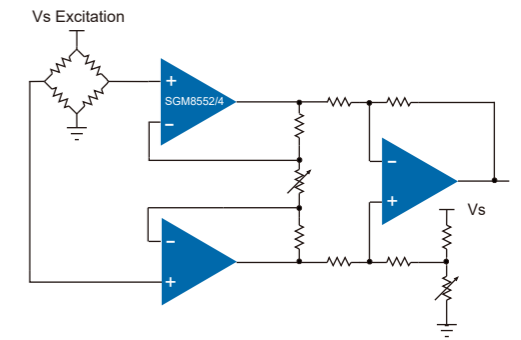 Vs Excitation
+
SGM8552/4
−
−
+
Vs
−
+